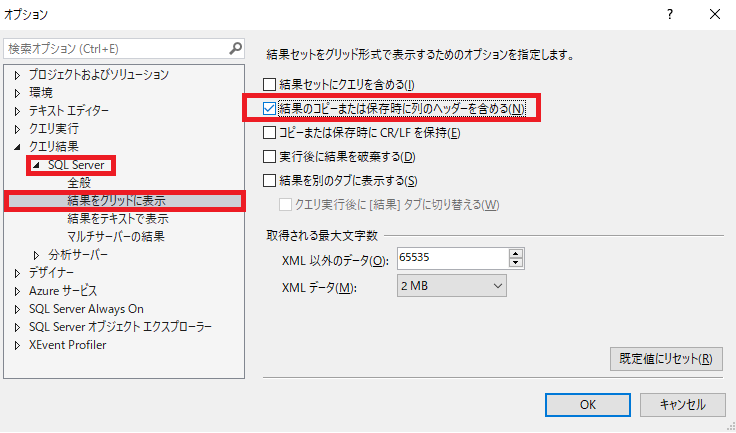 オプション
検索オプション (Ctrl+E)
プロジェクトおよびソリューション
環境
テキスト エディター
クエリ実行
クエリ結果
SQL Server
全般
結果をグリッドに表示
結果をテキストで表示
マルチサーバーの結果
分析サーバー
デザイナー
Azure サービス
SQL Server Always On
SQL Server オブジェクト エクスプローラー
XEvent Profiler
結果セットをグリッド形式で表示するためのオプションを指定します。
結果セットにクエリを含める(I)
結果のコピーまたは保存時に列のヘッダーを含める(N)
コピーまたは保存時に CR/LF を保持(E)
実行後に結果を破棄する(D)
結果を別のタブに表示する(S)
クエリ実行後に [結果] タブに切り替える(W)
取得される最大文字数
XML 以外のデータ(O): 65535
XML データ(M): 2 MB
既定値にリセット(R)
OK キャンセル